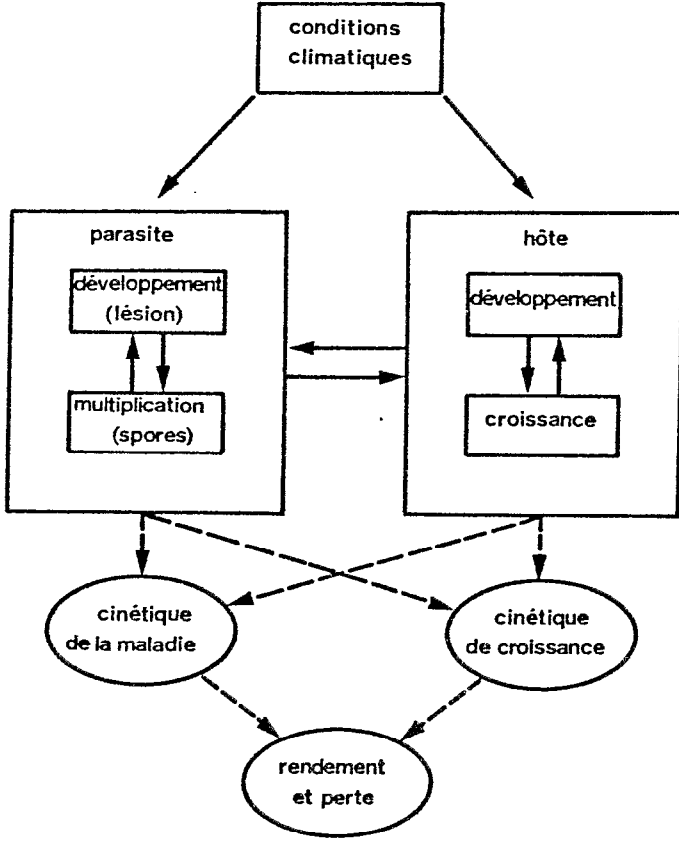 conditions
climatiques
parasite
développement
(lésion)
multiplication
(spores)
hôte
développement
croissance
cinétique
de la maladie
cinétique
de croissance
rendement
et perte